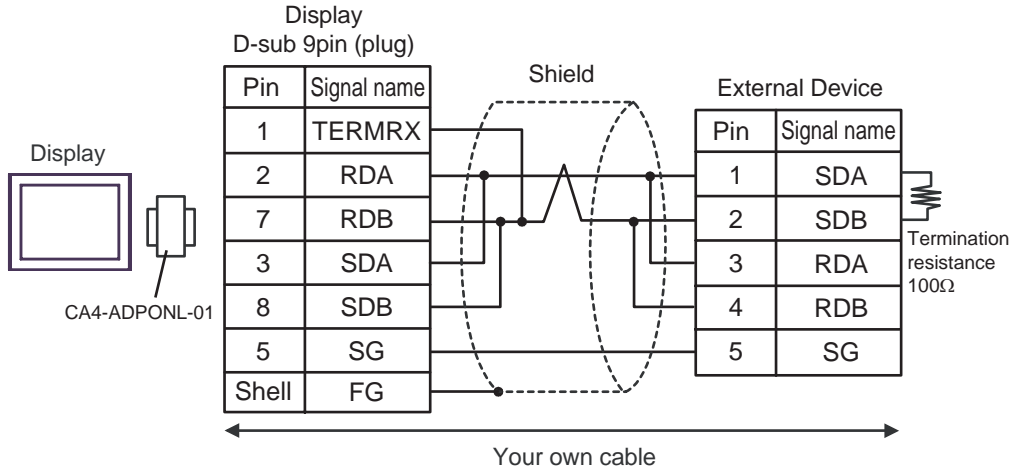 Display
D-sub 9pin (plug)
Pin Signal name
1 TERMRX
2 RDA
7 RDB
3 SDA
8 SDB
5 SG
Shell FG
Shield
External Device
Pin Signal name
1 SDA
2 SDB
3 RDA
4 RDB
5 SG
Termination
resistance
100Ω
Display
CA4-ADPONL-01
Your own cable